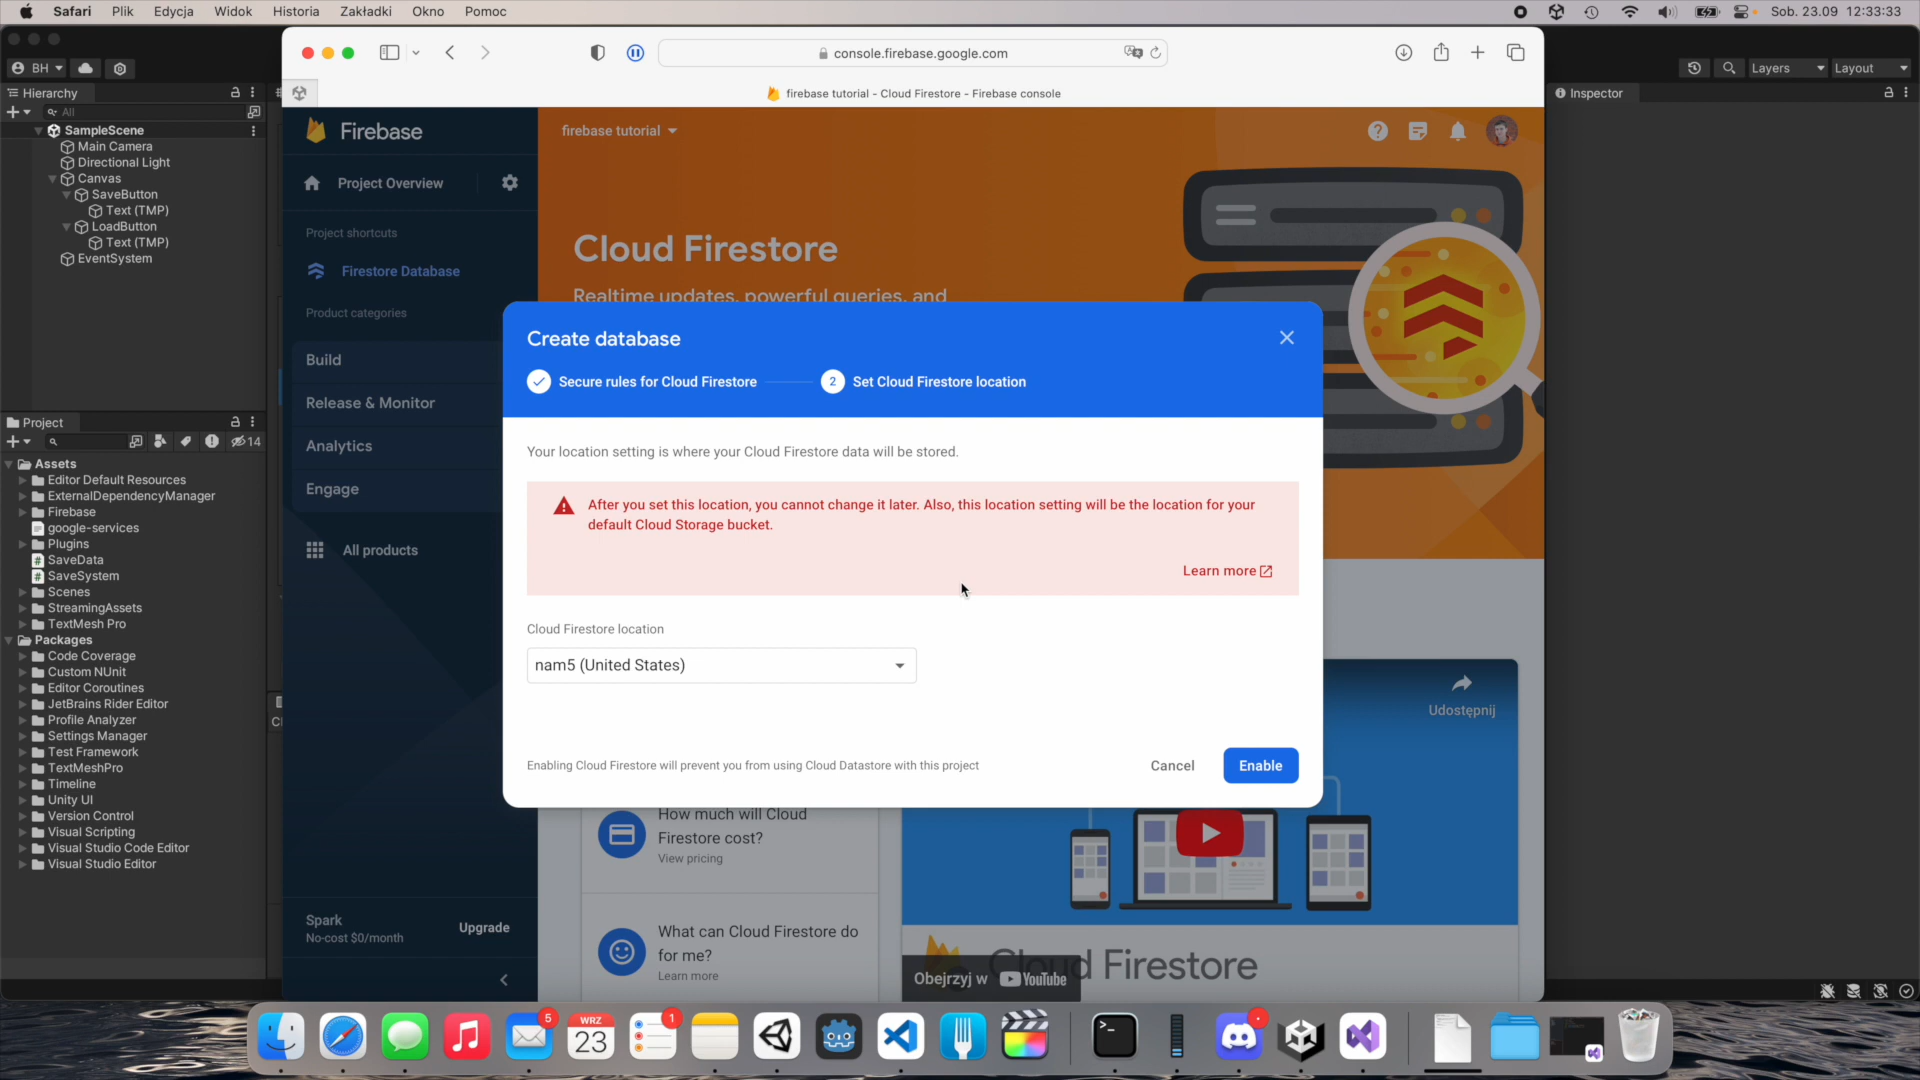 Safari Plik Edycja Widok Historia Zakładki Okno Pomoc
Sob. 23.09 12:33:33
BH
Layers
Layout
console.firebase.google.com
firebase tutorial - Cloud Firestore - Firebase console
Hierarchy
All
SampleScene
Main Camera
Directional Light
Canvas
SaveButton
Text (TMP)
LoadButton
Text (TMP)
EventSystem
Project
14
Assets
Editor Default Resources
ExternalDependencyManager
Firebase
google-services
Plugins
SaveData
SaveSystem
Scenes
StreamingAssets
TextMesh Pro
Packages
Code Coverage
Custom NUnit
Editor Coroutines
JetBrains Rider Editor
Profile Analyzer
Settings Manager
Test Framework
TextMeshPro
Timeline
Unity UI
Version Control
Visual Scripting
Visual Studio Code Editor
Visual Studio Editor
Inspector
Firebase
Project Overview
Project shortcuts
Firestore Database
Product categories
Build
Release & Monitor
Analytics
Engage
All products
Spark
No-cost $0/month
Upgrade
firebase tutorial
Cloud Firestore
Realtime updates, powerful queries, and
Create database
Secure rules for Cloud Firestore
2 Set Cloud Firestore location
Your location setting is where your Cloud Firestore data will be stored.
After you set this location, you cannot change it later. Also, this location setting will be the location for your
default Cloud Storage bucket.
Learn more
Cloud Firestore location
nam5 (United States)
Enabling Cloud Firestore will prevent you from using Cloud Datastore with this project
Cancel
Enable
Udostępnij
How much will Cloud
Firestore cost?
View pricing
What can Cloud Firestore do
for me?
Learn more
Cloud Firestore
Obejrzyj w YouTube
5
WRZ
23
1